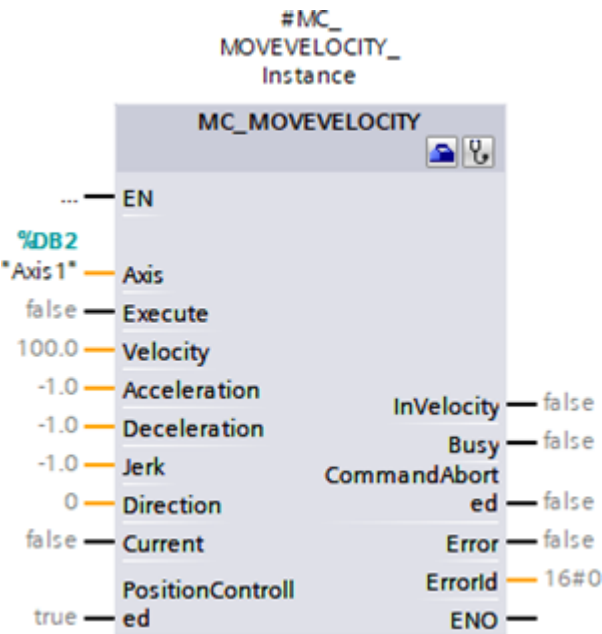 #MC_
MOVEVELOCITY_
Instance
MC_MOVEVELOCITY
... EN
%DB2
"Axis1" Axis
false Execute
100.0 Velocity
-1.0 Acceleration
InVelocity false
-1.0 Deceleration
Busy false
-1.0 Jerk
CommandAbort
0 Direction
ed false
false Current
Error false
PositionControll
ErrorId 16#0
true ed
ENO